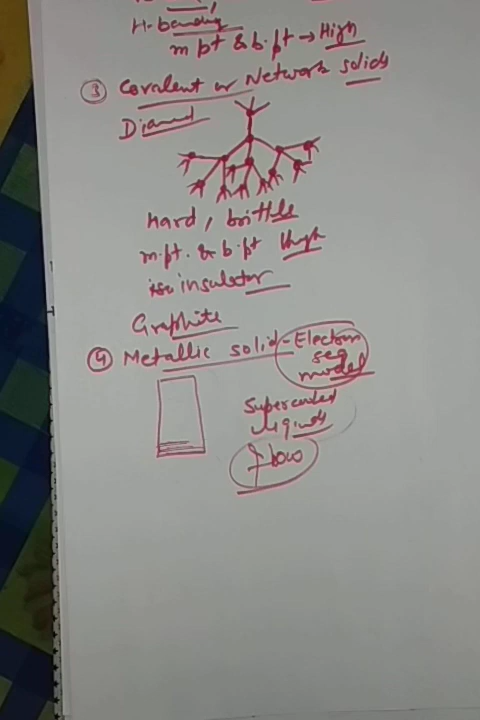 H-bonding
m pt & b.pt → High
③ Covalent or Network solids
Diamond
hard, brittle
m.pt. & b.pt high
insulator
Graphite
④ Metallic solid - Electron
sea
model
Supercooled
liquids
flow